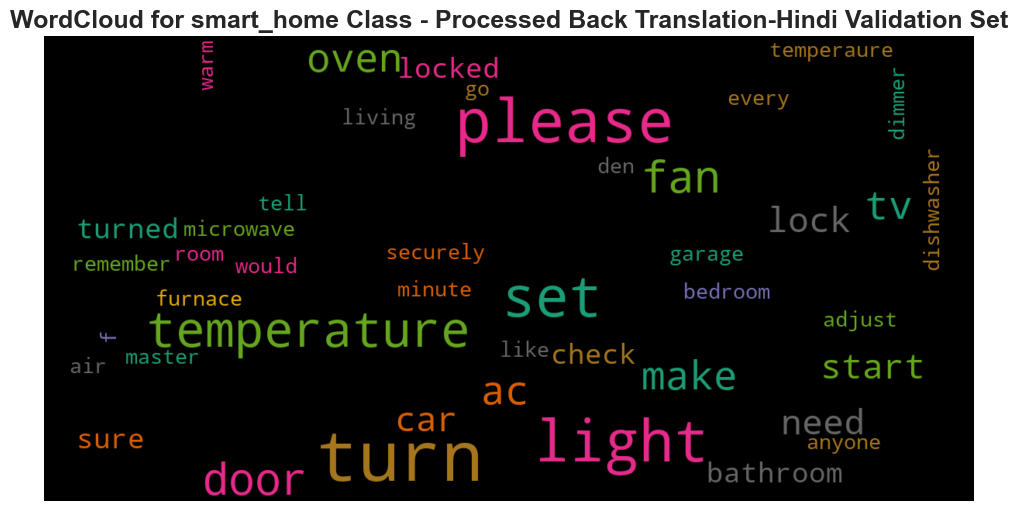 WordCloud for smart_home Class - Processed Back Translation-Hindi Validation Set
warm
oven
locked
temperaure
go
living
please
every
dimmer
den
fan
dishwasher
tell
tv
turned
microwave
lock
remember
room
would
securely
garage
furnace
minute
set
bedroom
temperature
f
adjust
air
master
like
check
make
start
ac
car
need
sure
turn
light
anyone
door
bathroom